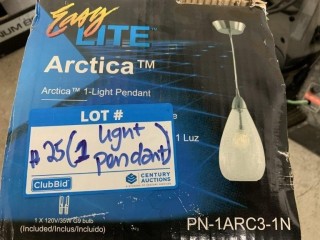 Easy
LITE™
Arctica™
Arctica™ 1-Light Pendant
LOT #
#25 (1 light
pendant)
1 Luz
ClubBid
CENTURY
AUCTIONS
1 X 120V/35W G9 bulb
(Included/Inclus/Incluido)
PN-1ARC3-1N